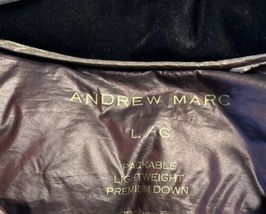 ANDREW MARC
L/G
PACKABLE
LIGHTWEIGHT
PREMIUM DOWN